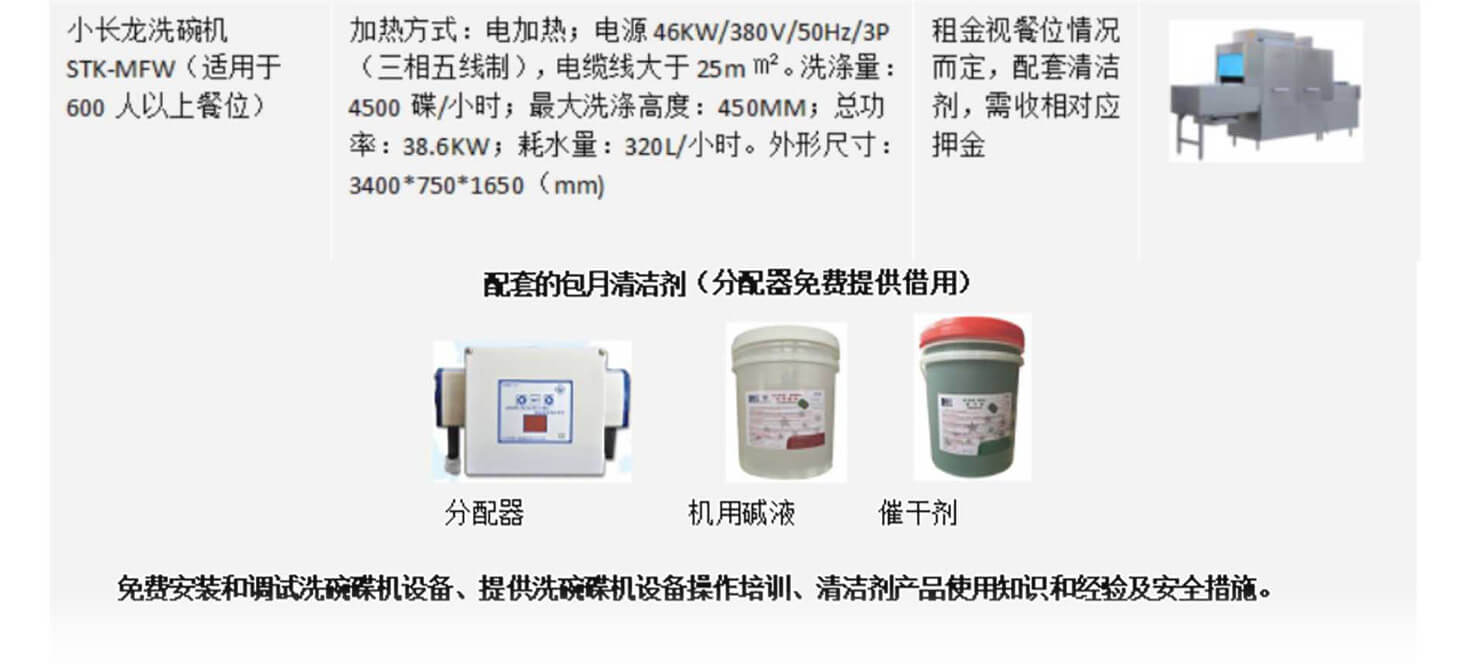 小长龙洗碗机
STK-MFW（适用于
600 人以上餐位）
加热方式：电加热；电源 46KW/380V/50Hz/3P
（三相五线制），电缆线大于 25m ㎡。洗涤量：
4500 碟/小时；最大洗涤高度：450MM；总功
率：38.6KW；耗水量：320L/小时。外形尺寸：
3400*750*1650（mm)
租金视餐位情况
而定，配套清洁
剂，需收相对应
押金
配套的包月清洁剂（分配器免费提供借用）
分配器
机用碱液
催干剂
免费安装和调试洗碗碟机设备、提供洗碗碟机设备操作培训、清洁剂产品使用知识和经验及安全措施。